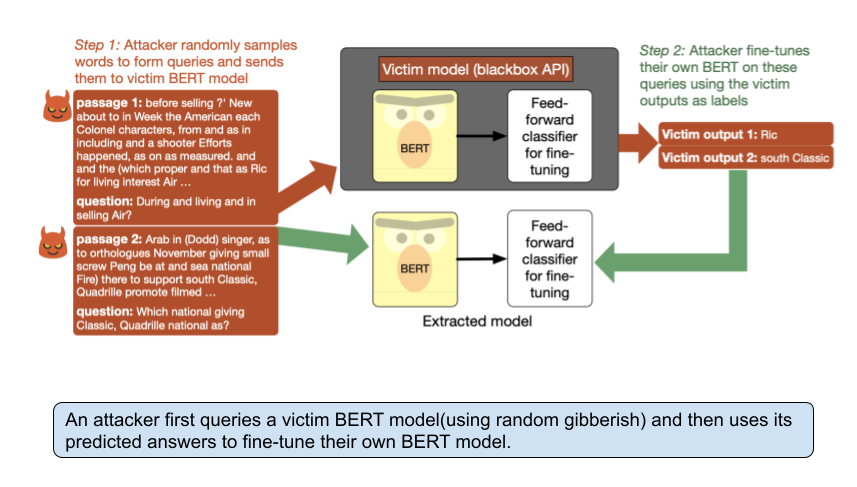 Step 1: Attacker randomly samples
words to form queries and sends
them to victim BERT model
passage 1: before selling ?' New
about to in Week the American each
Colonel characters, from and as in
including and a shooter Efforts
happened, as on as measured. and
and the (which proper and that as Ric
for living interest Air ...
question: During and living and in
selling Air?
passage 2: Arab in (Dodd) singer, as
to orthologues November giving small
screw Peng be at and sea national
Fire) there to support south Classic,
Quadrille promote filmed ...
question: Which national giving
Classic, Quadrille national as?
Victim model (blackbox API)
BERT
Feed-
forward
classifier
for fine-
tuning
BERT
Feed-
forward
classifier
for fine-
tuning
Extracted model
Step 2: Attacker fine-tunes
their own BERT on these
queries using the victim
outputs as labels
Victim output 1: Ric
Victim output 2: south Classic
An attacker first queries a victim BERT model(using random gibberish) and then uses its
predicted answers to fine-tune their own BERT model.